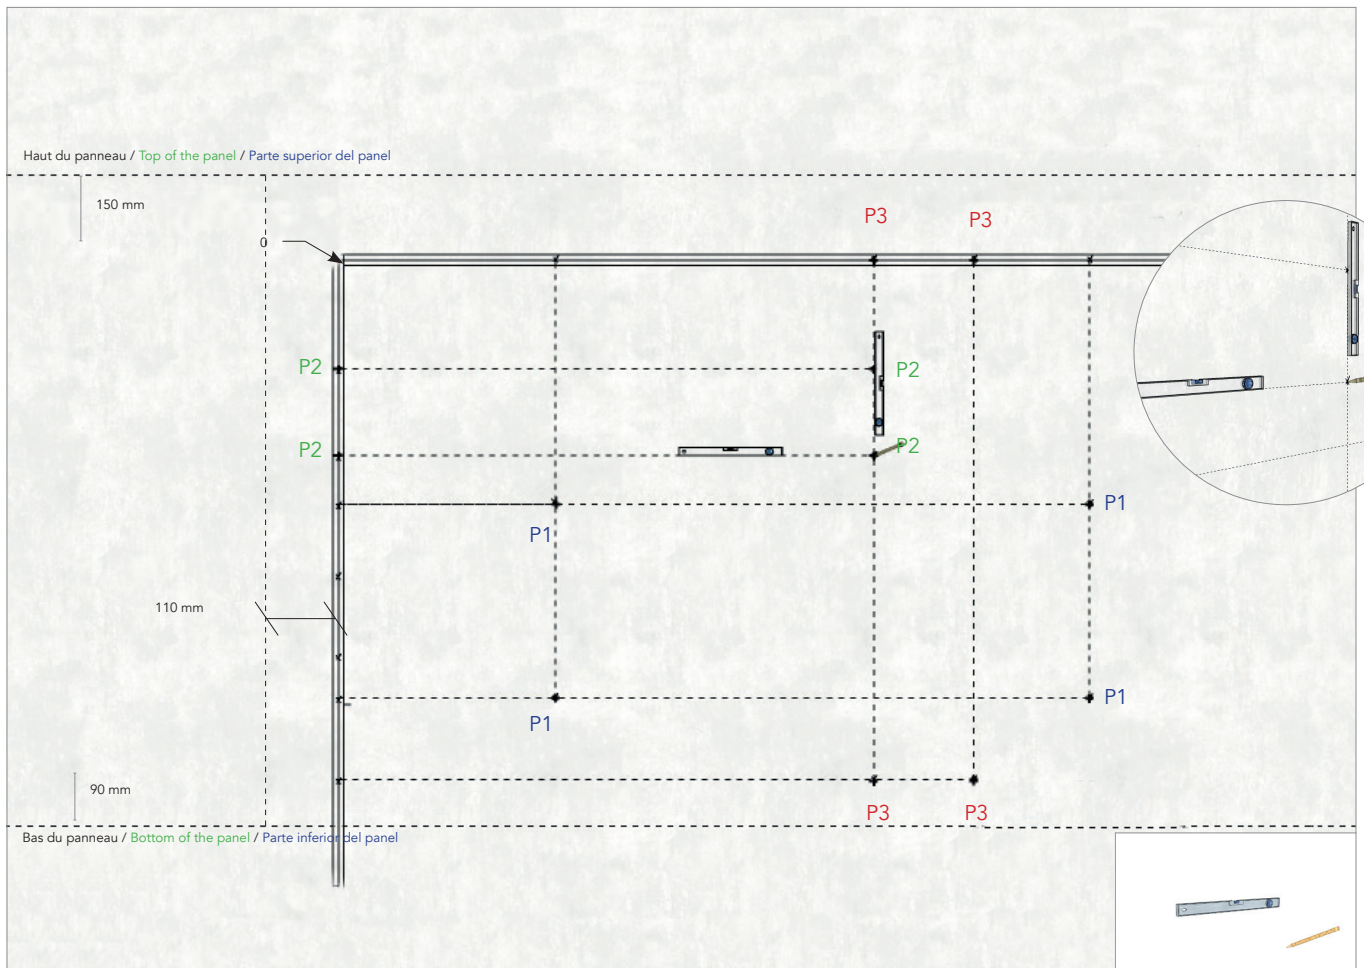 Haut du panneau / Top of the panel / Parte superior del panel
150 mm
P3 P3
0
P2 P2
P2 P2
P1
P1
110 mm
P1
P1
90 mm
P3 P3
Bas du panneau / Bottom of the panel / Parte inferior del panel